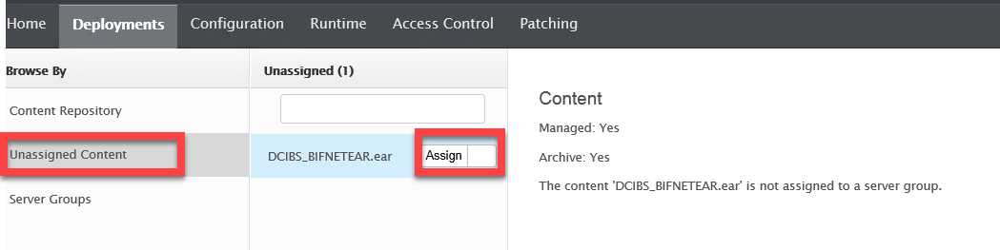 Home Deployments Configuration Runtime Access Control Patching
Browse By
Content Repository
Unassigned Content
Server Groups
Unassigned (1)
DCIBS_BIFNETEAR.ear Assign
Content
Managed: Yes
Archive: Yes
The content 'DCIBS_BIFNETEAR.ear' is not assigned to a server group.